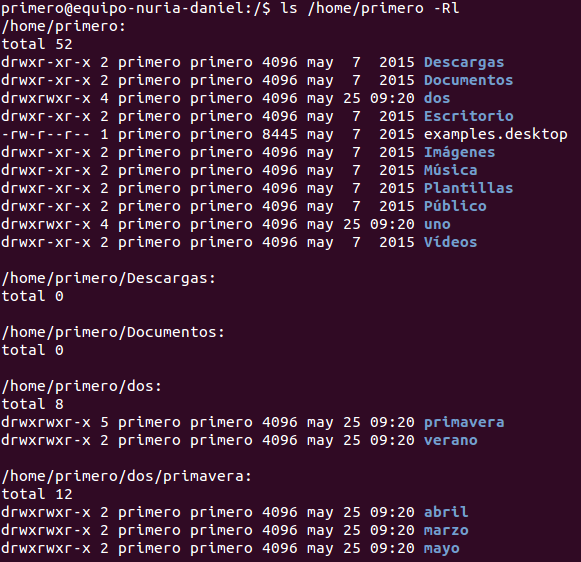 primero@equipo-nuria-daniel:/$ ls /home/primero -Rl
/home/primero:
total 52
drwxr-xr-x 2 primero primero 4096 may  7  2015 Descargas
drwxr-xr-x 2 primero primero 4096 may  7  2015 Documentos
drwxrwxr-x 4 primero primero 4096 may 25 09:20 dos
drwxr-xr-x 2 primero primero 4096 may  7  2015 Escritorio
-rw-r--r-- 1 primero primero 8445 may  7  2015 examples.desktop
drwxr-xr-x 2 primero primero 4096 may  7  2015 Imágenes
drwxr-xr-x 2 primero primero 4096 may  7  2015 Música
drwxr-xr-x 2 primero primero 4096 may  7  2015 Plantillas
drwxr-xr-x 2 primero primero 4096 may  7  2015 Público
drwxrwxr-x 4 primero primero 4096 may 25 09:20 uno
drwxr-xr-x 2 primero primero 4096 may  7  2015 Vídeos

/home/primero/Descargas:
total 0

/home/primero/Documentos:
total 0

/home/primero/dos:
total 8
drwxrwxr-x 5 primero primero 4096 may 25 09:20 primavera
drwxrwxr-x 2 primero primero 4096 may 25 09:20 verano

/home/primero/dos/primavera:
total 12
drwxrwxr-x 2 primero primero 4096 may 25 09:20 abril
drwxrwxr-x 2 primero primero 4096 may 25 09:20 marzo
drwxrwxr-x 2 primero primero 4096 may 25 09:20 mayo